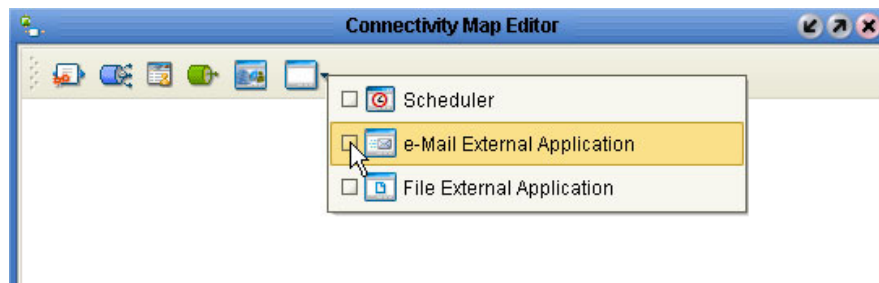 Connectivity Map Editor
Scheduler
e-Mail External Application
File External Application